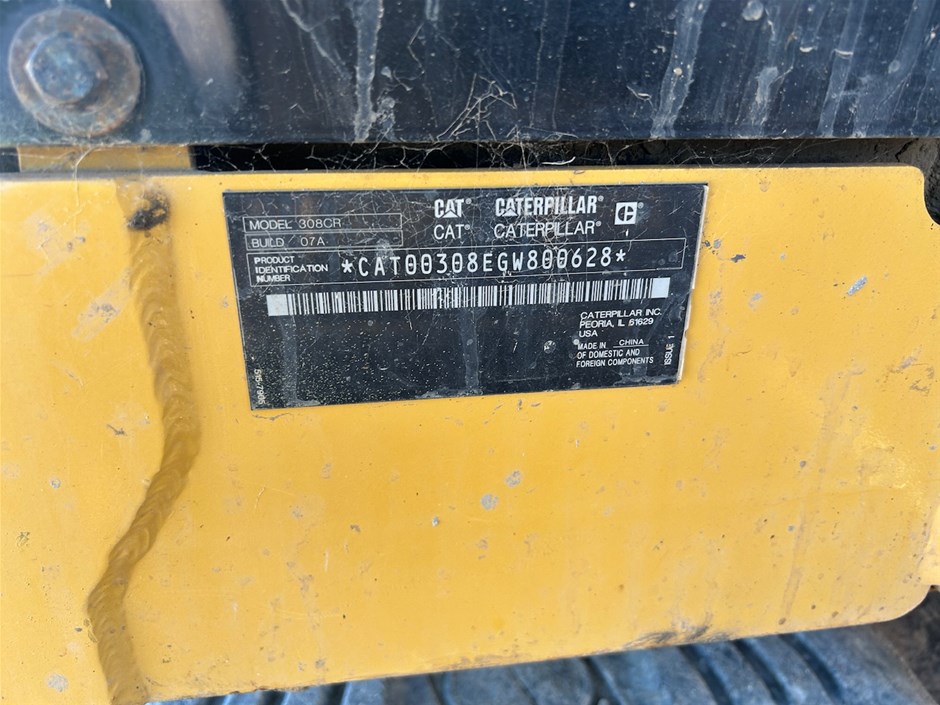 MODEL 308CR
BUILD 07A
CAT® CATERPILLAR® C®
CAT® CATERPILLAR®
PRODUCT IDENTIFICATION NUMBER
*CAT00308EGW800628*
CATERPILLAR INC.
PEORIA, IL 61629
USA
MADE IN CHINA
OF DOMESTIC AND
FOREIGN COMPONENTS
ISSUE 1